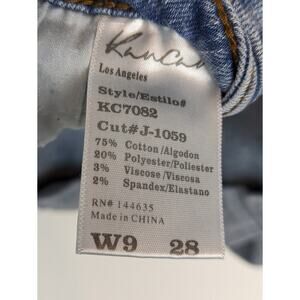 KanCan
Los Angeles
Style/Estilo#
KC7082
Cut#J-1059
75% Cotton/Algodon
20% Polyester/Poliester
3% Viscose/Viscosa
2% Spandex/Elastano
RN# 144635
Made in CHINA
W9 28